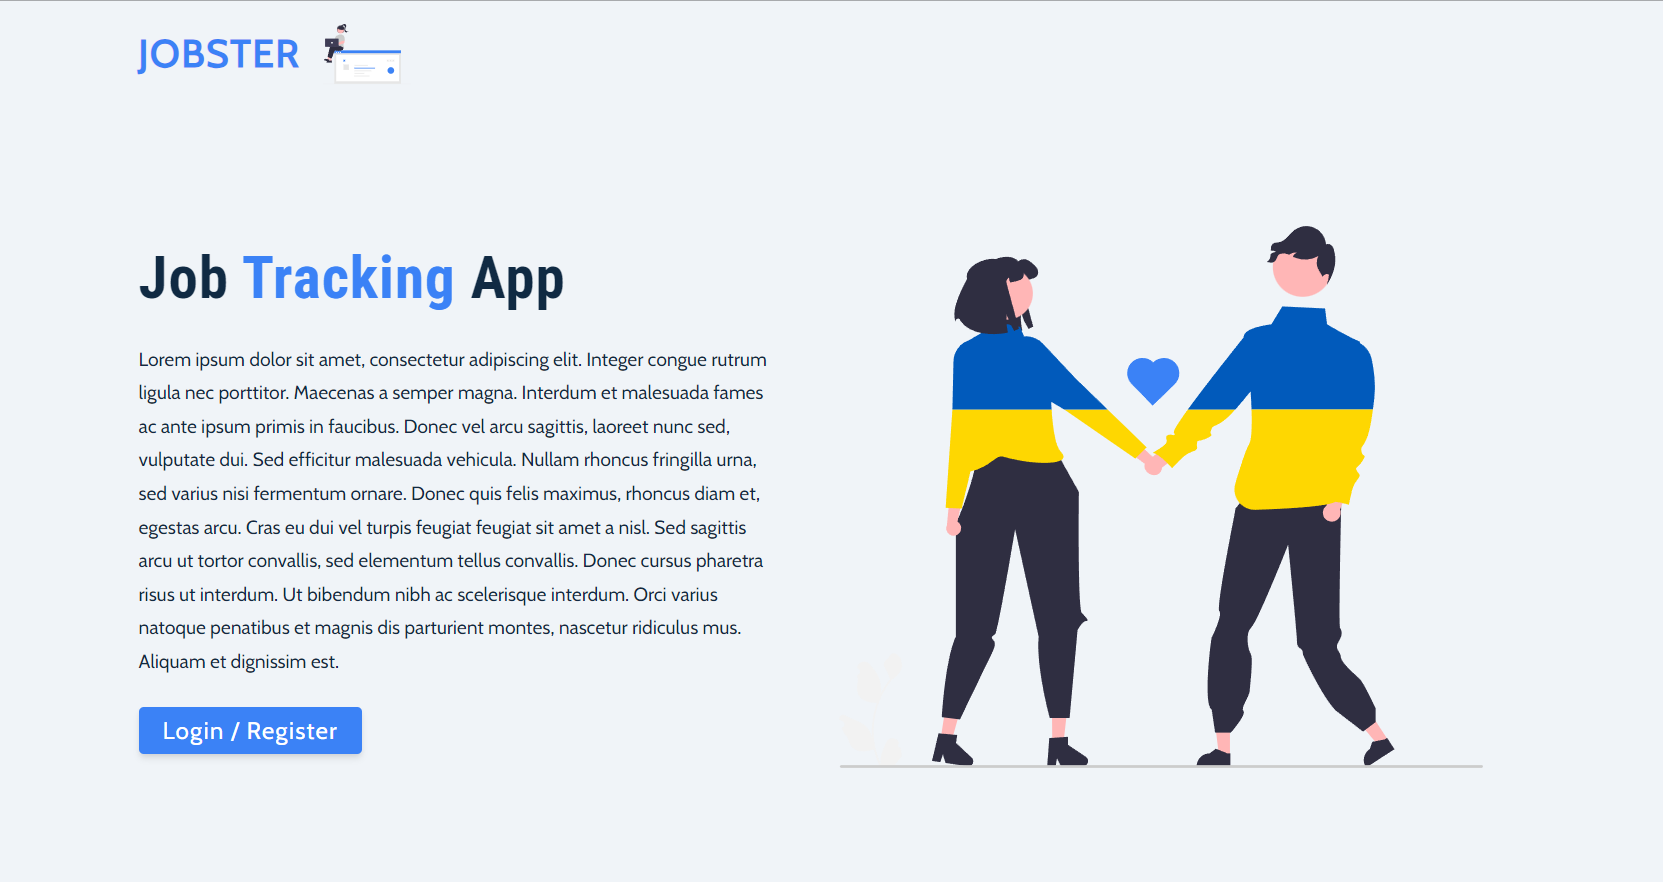 JOBSTER
Job Tracking App
Lorem ipsum dolor sit amet, consectetur adipiscing elit. Integer congue rutrum
ligula nec porttitor. Maecenas a semper magna. Interdum et malesuada fames
ac ante ipsum primis in faucibus. Donec vel arcu sagittis, laoreet nunc sed,
vulputate dui. Sed efficitur malesuada vehicula. Nullam rhoncus fringilla urna,
sed varius nisi fermentum ornare. Donec quis felis maximus, rhoncus diam et,
egestas arcu. Cras eu dui vel turpis feugiat feugiat sit amet a nisl. Sed sagittis
arcu ut tortor convallis, sed elementum tellus convallis. Donec cursus pharetra
risus ut interdum. Ut bibendum nibh ac scelerisque interdum. Orci varius
natoque penatibus et magnis dis parturient montes, nascetur ridiculus mus.
Aliquam et dignissim est.
Login / Register